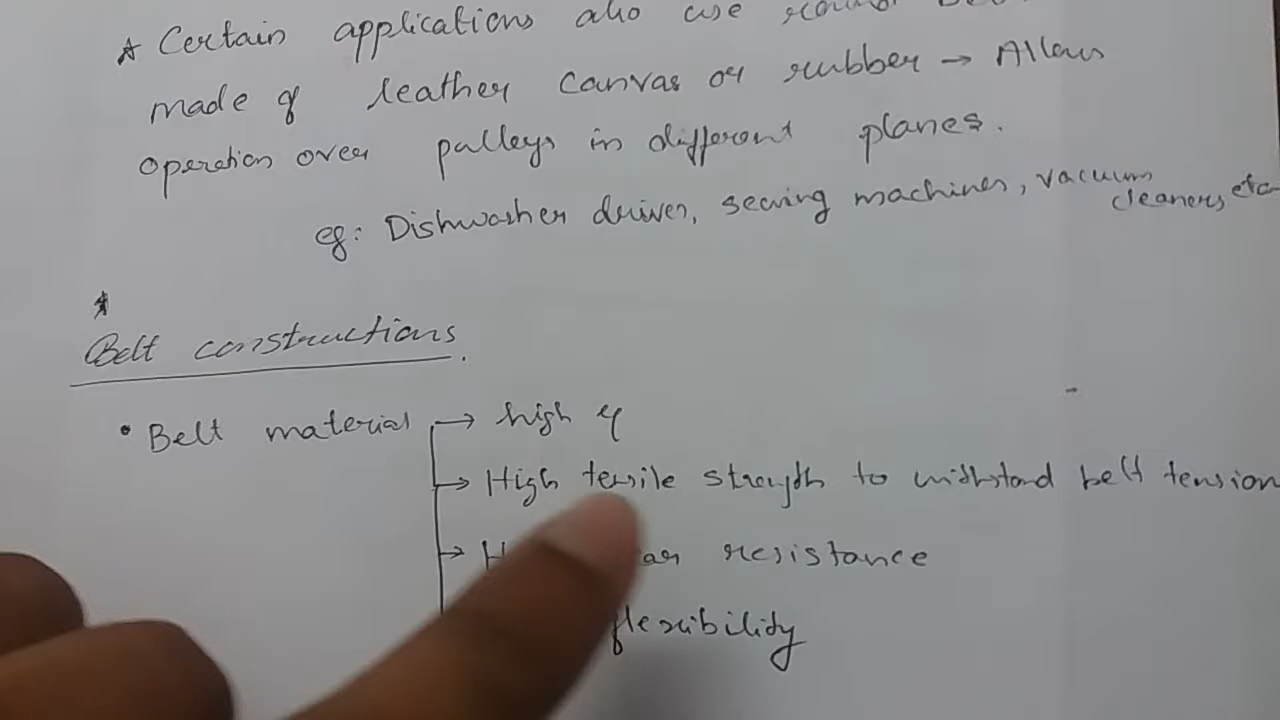 * Certain applications also use round
made of leather canvas or rubber → Allows
operation over pulleys in different planes.
eg: Dishwasher drives, sewing machines, vacuum cleaners, etc
*
Belt constructions.
• Belt material → high η
→ High tensile strength to withstand belt tension
→ resistance
flexibility